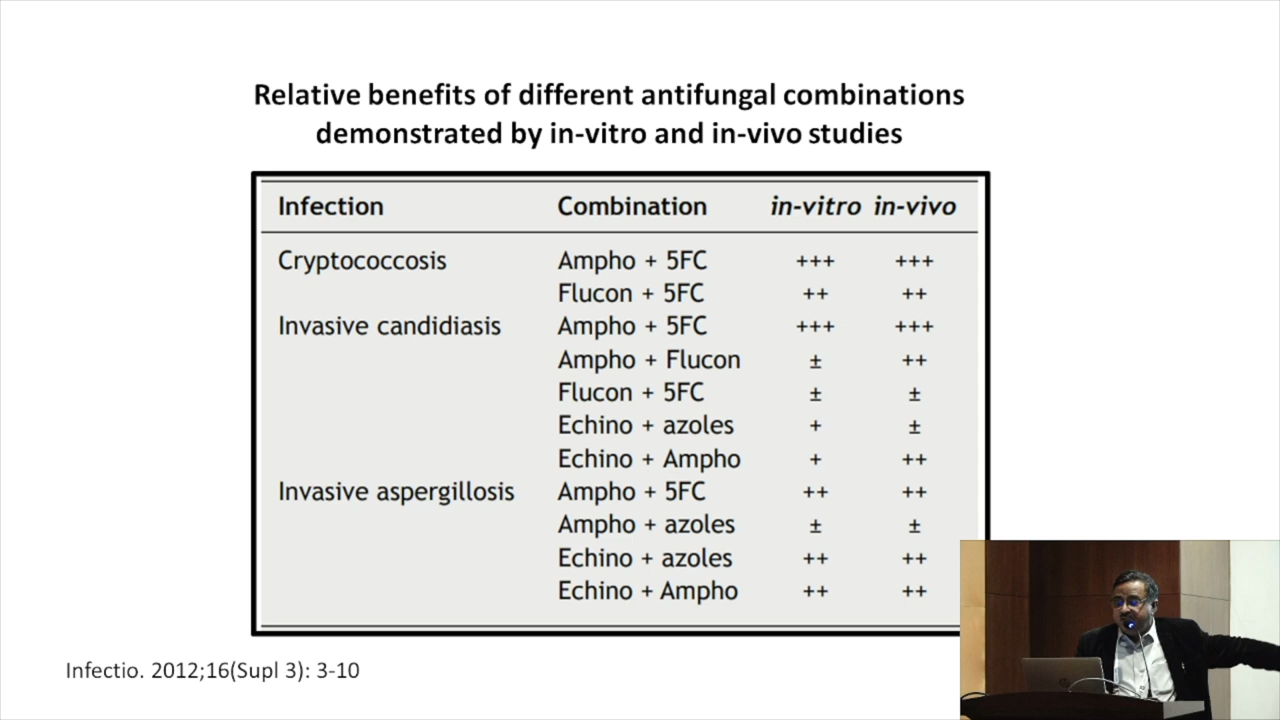 Relative benefits of different antifungal combinations
demonstrated by in-vitro and in-vivo studies
Infection Combination in-vitro in-vivo
Cryptococcosis Ampho + 5FC +++ +++
Flucon + 5FC ++ ++
Invasive candidiasis Ampho + 5FC +++ +++
Ampho + Flucon ± ++
Flucon + 5FC ± ±
Echino + azoles + ±
Echino + Ampho + ++
Invasive aspergillosis Ampho + 5FC ++ ++
Ampho + azoles ± ±
Echino + azoles ++ ++
Echino + Ampho ++ ++
Infectio. 2012;16(Supl 3): 3-10